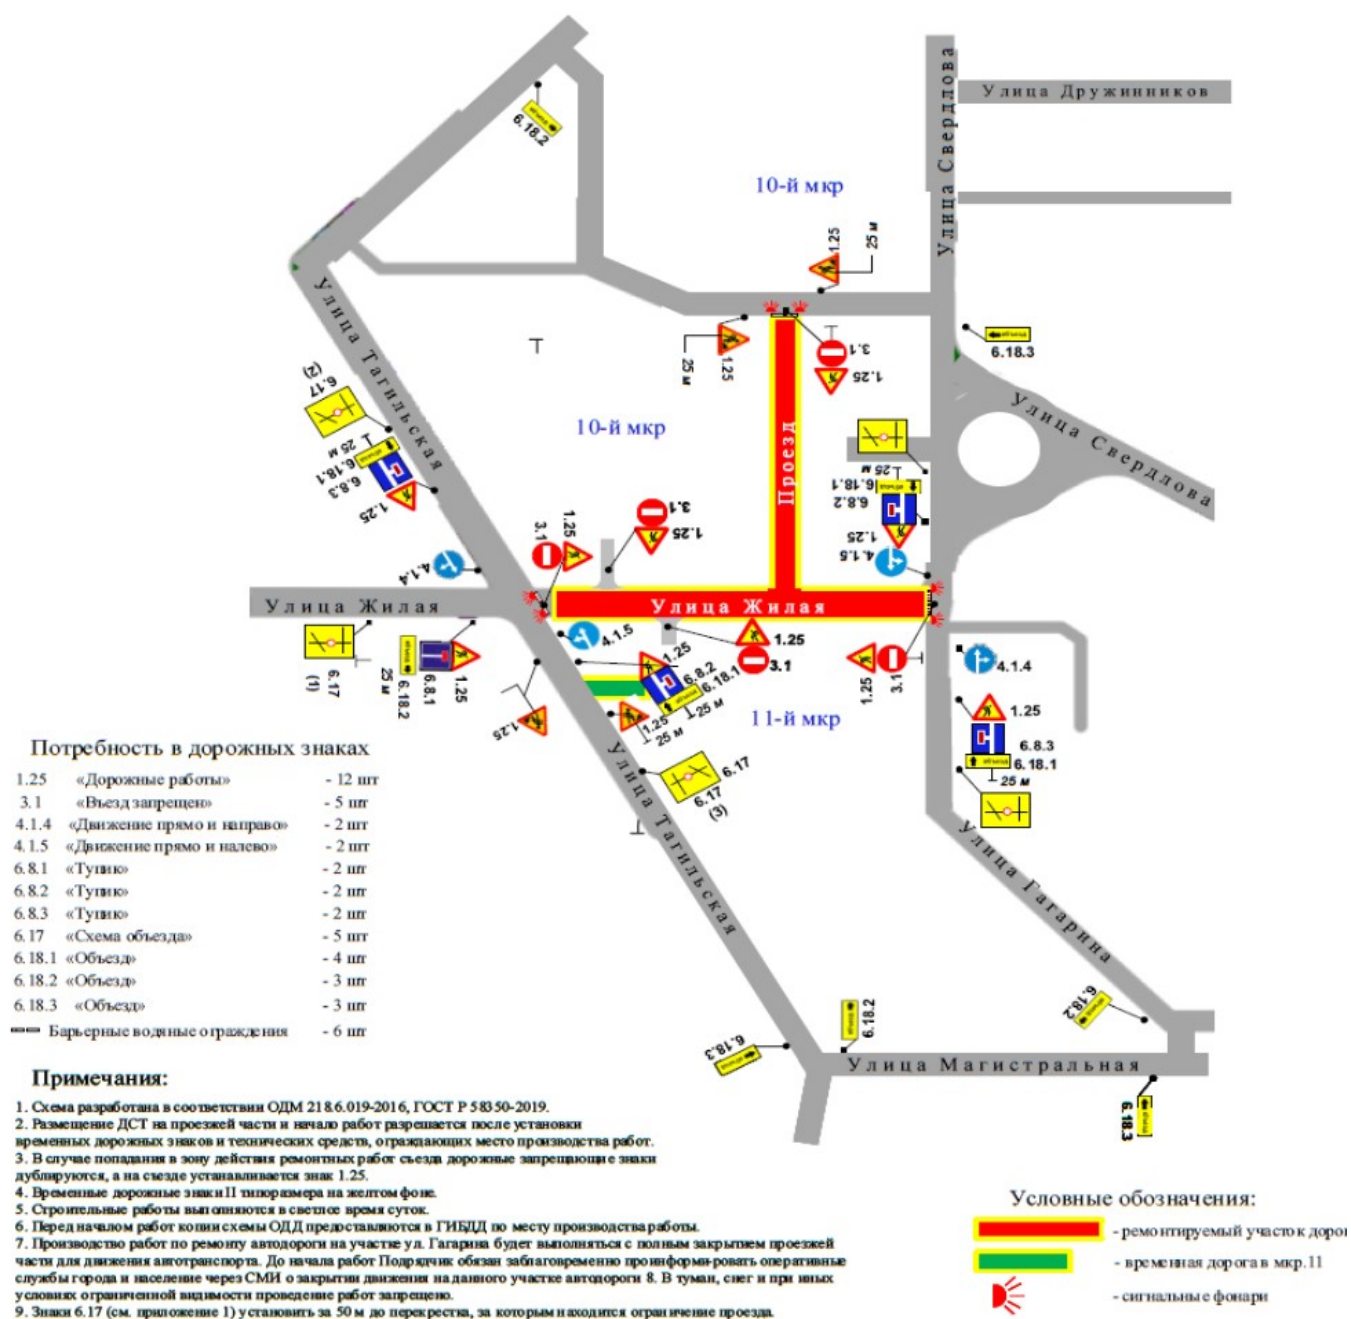 Улица Дружинников
Улица Свердлова
6.18.2
10-й мкр
1.25
25 м
6.18.3
Улица Тагильская
6.17
(2)
25 м
1.25
3.1
1.25
Улица Свердлова
10-й мкр
Проезд
25 м
6.18.1
6.8.3
1.25
3.1
1.25
25 м
6.18.1
6.8.2
1.25
4.1.5
3.1
1.25
4.1.4
Улица Жилая
Улица Жилая
4.1.5
1.25
3.1
1.25
3.1
4.1.4
6.17
(1)
25 м
6.18.2
6.8.1
1.25
1.25
1.25
6.8.2
6.18.1
25 м
1.25
25 м
11-й мкр
1.25
6.8.3
6.18.1
25 м
6.17
6.17
(3)
Улица Тагильская
Улица Гагарина
6.18.2
6.18.2
6.18.3
Улица Магистральная
6.18.3
Потребность в дорожных знаках
1.25 «Дорожные работы» - 12 шт
3.1 «Въезд запрещен» - 5 шт
4.1.4 «Движение прямо и направо» - 2 шт
4.1.5 «Движение прямо и налево» - 2 шт
6.8.1 «Тупик» - 2 шт
6.8.2 «Тупик» - 2 шт
6.8.3 «Тупик» - 2 шт
6.17 «Схема объезда» - 5 шт
6.18.1 «Объезд» - 4 шт
6.18.2 «Объезд» - 3 шт
6.18.3 «Объезд» - 3 шт
Барьерные водяные ограждения - 6 шт
Примечания:
1. Схема разработана в соответствии ОДМ 218.6.019-2016, ГОСТ Р 58350-2019.
2. Размещение ДСТ на проезжей части и начало работ разрешается после установки
временных дорожных знаков и технических средств, ограждающих место производства работ.
3. В случае попадания в зону действия ремонтных работ съезда дорожные запрещающие знаки
дублируются, а на съезде устанавливается знак 1.25.
4. Временные дорожные знаки II типоразмера на желтом фоне.
5. Строительные работы выполняются в светлое время суток.
6. Перед началом работ копии схемы ОДД предоставляются в ГИБДД по месту производства работы.
7. Производство работ по ремонту автодороги на участке ул. Гагарина будет выполняться с полным закрытием проезжей
части для движения автотранспорта. До начала работ Подрядчик обязан заблаговременно проинформировать оперативные
службы города и население через СМИ о закрытии движения на данном участке автодороги 8. В туман, снег и при иных
условиях ограниченной видимости проведение работ запрещено.
9. Знаки 6.17 (см. приложение 1) установить за 50 м до перекрестка, за которым находится ограничение проезда.
Условные обозначения:
- ремонтируемый участок дорог
- временная дорога в мкр.11
- сигнальные фонари